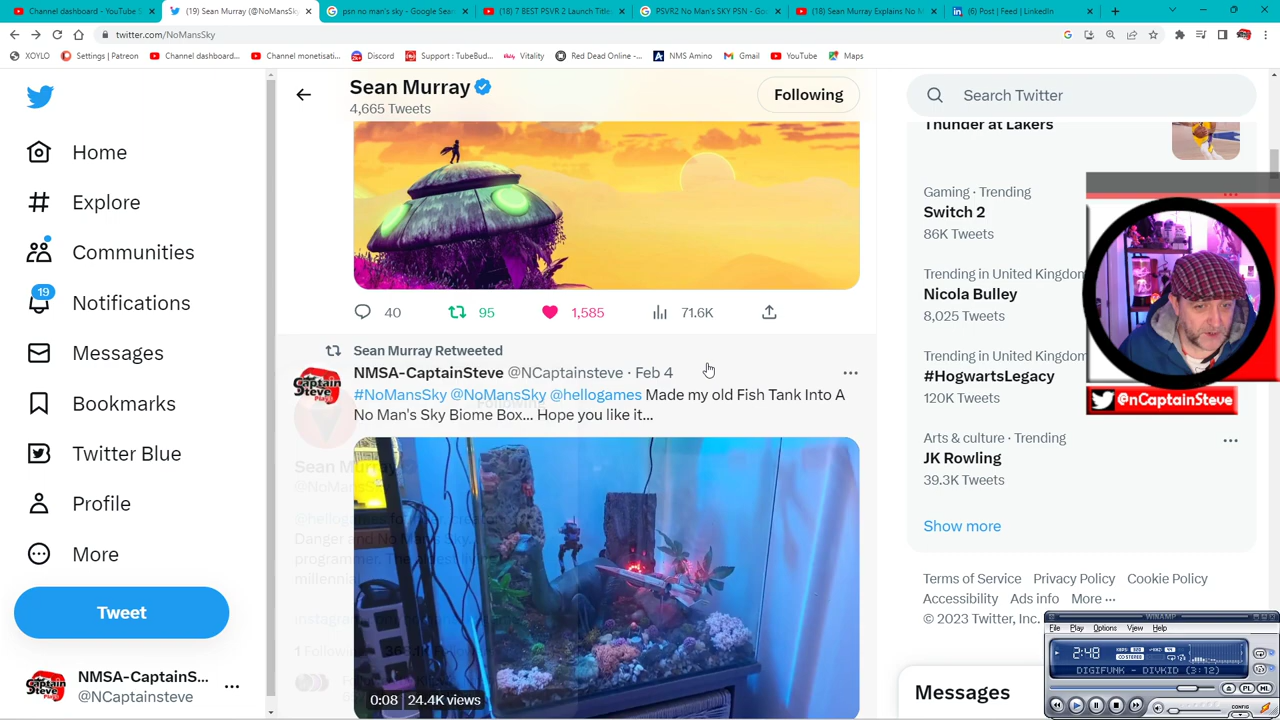 Channel dashboard - YouTube S
(19) Sean Murray (@NoMansSky
psn no man's sky - Google Sear
(18) 7 BEST PSVR 2 Launch Title
PSVR2 No Man's SKY PSN - Goo
(18) Sean Murray Explains No M
(6) Post | Feed | LinkedIn
twitter.com/NoMansSky
XOYLO
Settings | Patreon
Channel dashboard...
Channel monetisati...
Discord
Support : TubeBud...
Vitality
Red Dead Online -...
NMS Amino
Gmail
YouTube
Maps
Home
Explore
Communities
19
Notifications
Messages
Bookmarks
Twitter Blue
Profile
More
Tweet
NMSA-CaptainS...
@NCaptainsteve
Sean Murray
4,665 Tweets
Following
40
95
1,585
71.6K
Sean Murray Retweeted
NMSA-CaptainSteve @NCaptainsteve · Feb 4
#NoMansSky @NoMansSky @hellogames Made my old Fish Tank Into A
No Man's Sky Biome Box... Hope you like it...
Captain
Steve
0:08 | 24.4K views
Search Twitter
Thunder at Lakers
Gaming · Trending
Switch 2
86K Tweets
Trending in United Kingdom
Nicola Bulley
8,025 Tweets
Trending in United Kingdom
#HogwartsLegacy
120K Tweets
Arts & culture · Trending
JK Rowling
39.3K Tweets
Show more
@nCaptainSteve
Terms of Service Privacy Policy Cookie Policy
Accessibility Ads info More ···
© 2023 Twitter, Inc.
Messages
WINAMP
File Play Options View Help
2:48
DIGIFUNK - DIVKID (3:12)